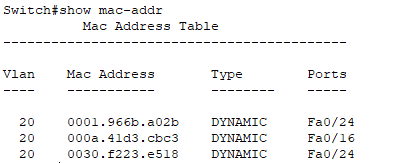 Switch#show mac-addr
Mac Address Table
-------------------------------------------
Vlan Mac Address Type Ports
---- ----------- -------- -----
20 0001.966b.a02b DYNAMIC Fa0/24
20 000a.41d3.cbc3 DYNAMIC Fa0/16
20 0030.f223.e518 DYNAMIC Fa0/24